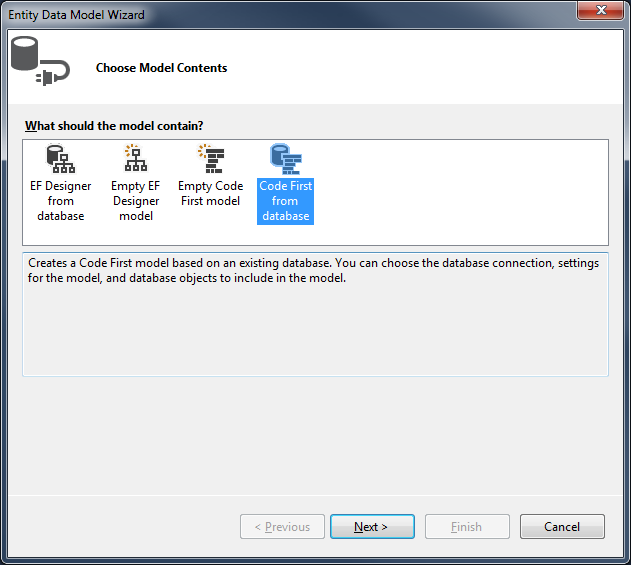 Entity Data Model Wizard
Choose Model Contents
What should the model contain?
EF Designer
from
database
Empty EF
Designer
model
Empty Code
First model
Code First
from
database
Creates a Code First model based on an existing database. You can choose the database connection, settings
for the model, and database objects to include in the model.
< Previous
Next >
Finish
Cancel